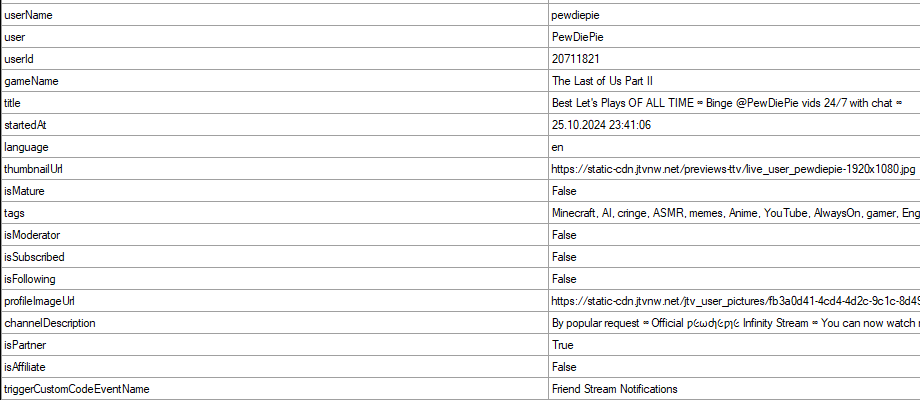 userName pewdiepie
user PewDiePie
userId 20711821
gameName The Last of Us Part II
title Best Let's Plays OF ALL TIME ∞ Binge @PewDiePie vids 24/7 with chat ∞
startedAt 25.10.2024 23:41:06
language en
thumbnailUrl https://static-cdn.jtvnw.net/previews-ttv/live_user_pewdiepie-1920x1080.jpg
isMature False
tags Minecraft, AI, cringe, ASMR, memes, Anime, YouTube, AlwaysOn, gamer, Eng
isModerator False
isSubscribed False
isFollowing False
profileImageUrl https://static-cdn.jtvnw.net/jtv_user_pictures/fb3a0d41-4cd4-4d2c-9c1c-8d49
channelDescription By popular request ∞ Official Infinity Stream ∞ You can now watch
isPartner True
isAffiliate False
triggerCustomCodeEventName Friend Stream Notifications